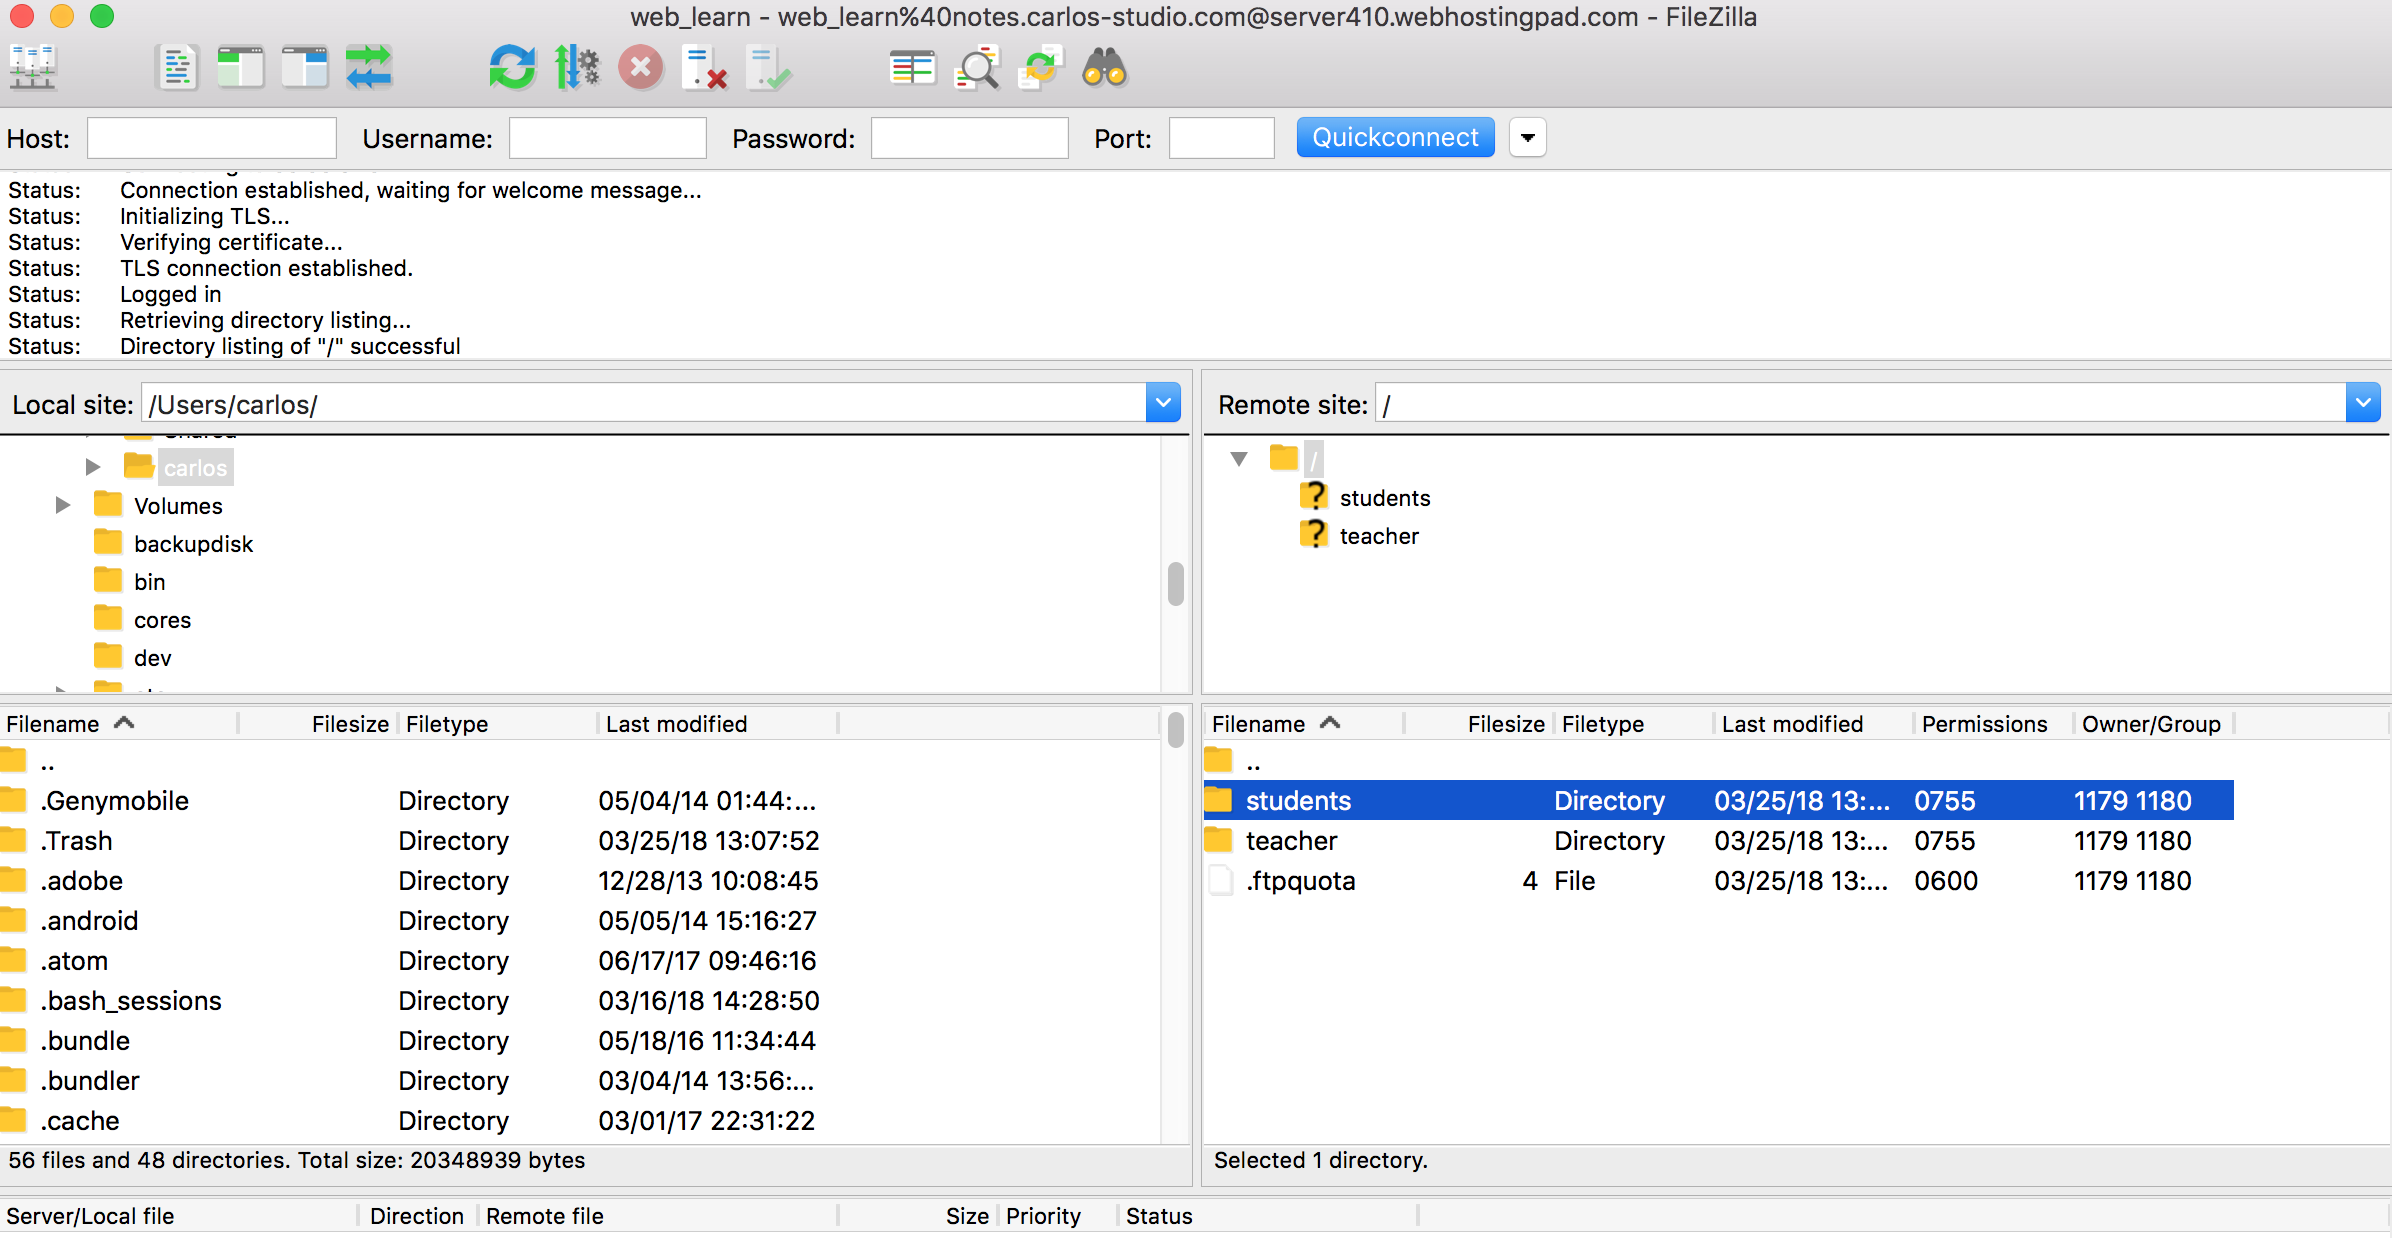 web_learn - web_learn%40notes.carlos-studio.com@server410.webhostingpad.com - FileZilla
Host: Username: Password: Port: Quickconnect
Status: Connection established, waiting for welcome message...
Status: Initializing TLS...
Status: Verifying certificate...
Status: TLS connection established.
Status: Logged in
Status: Retrieving directory listing...
Status: Directory listing of "/" successful
Local site: /Users/carlos/
carlos
Volumes
backupdisk
bin
cores
dev
Filename Filesize Filetype Last modified
..
.Genymobile Directory 05/04/14 01:44:...
.Trash Directory 03/25/18 13:07:52
.adobe Directory 12/28/13 10:08:45
.android Directory 05/05/14 15:16:27
.atom Directory 06/17/17 09:46:16
.bash_sessions Directory 03/16/18 14:28:50
.bundle Directory 05/18/16 11:34:44
.bundler Directory 03/04/14 13:56:...
.cache Directory 03/01/17 22:31:22
56 files and 48 directories. Total size: 20348939 bytes
Remote site: /
/
? students
? teacher
Filename Filesize Filetype Last modified Permissions Owner/Group
..
students Directory 03/25/18 13:... 0755 1179 1180
teacher Directory 03/25/18 13:... 0755 1179 1180
.ftpquota 4 File 03/25/18 13:... 0600 1179 1180
Selected 1 directory.
Server/Local file Direction Remote file Size Priority Status